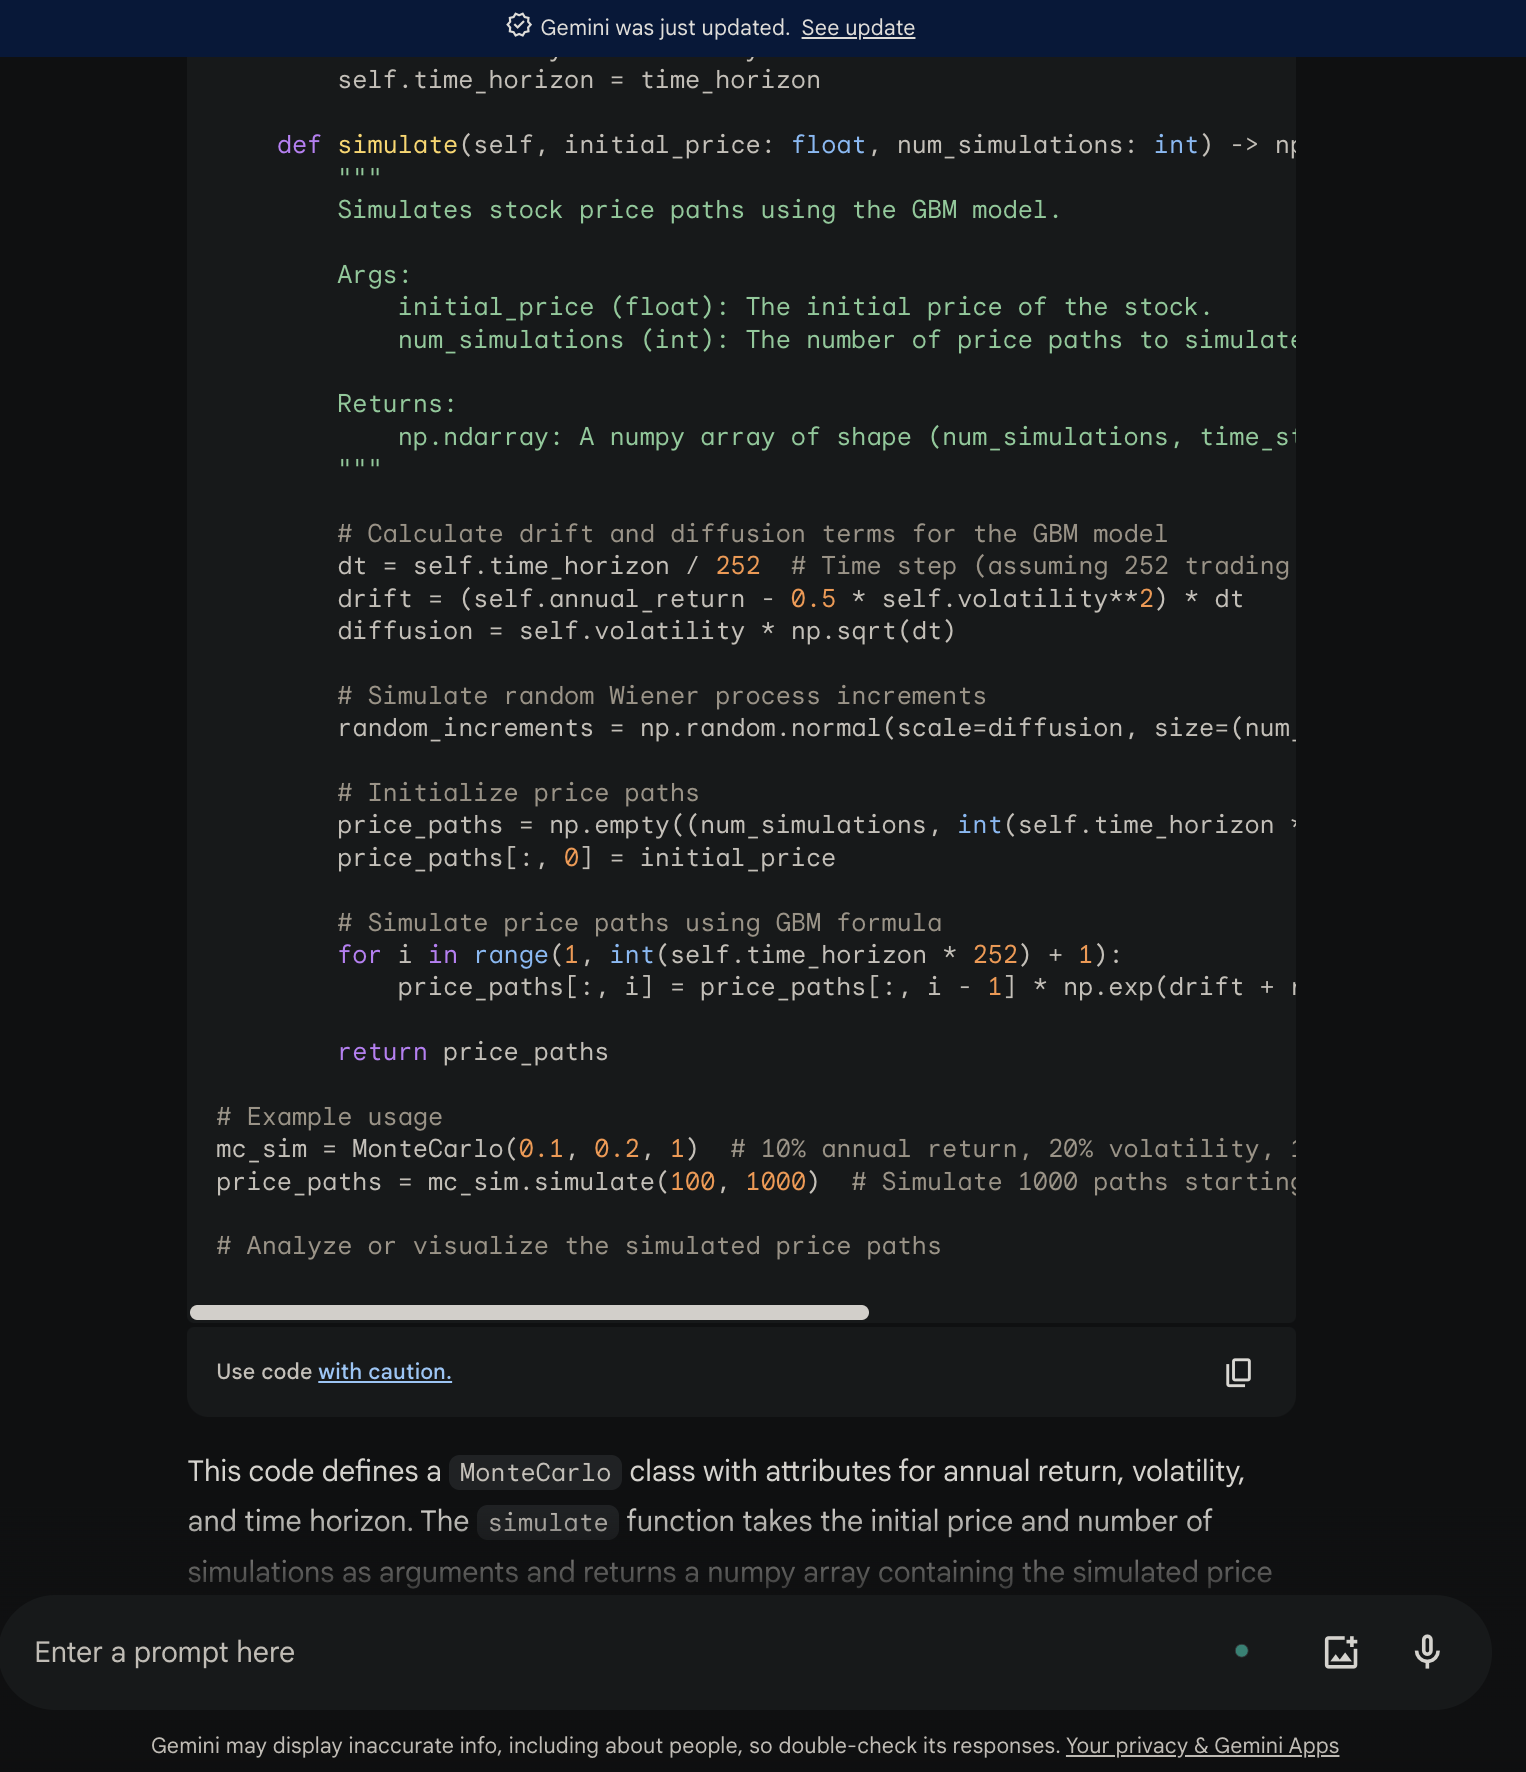 Gemini was just updated. See update
self.time_horizon = time_horizon
def simulate(self, initial_price: float, num_simulations: int) -> np
"""
Simulates stock price paths using the GBM model.
Args:
initial_price (float): The initial price of the stock.
num_simulations (int): The number of price paths to simulate
Returns:
np.ndarray: A numpy array of shape (num_simulations, time_st
"""
# Calculate drift and diffusion terms for the GBM model
dt = self.time_horizon / 252  # Time step (assuming 252 trading
drift = (self.annual_return - 0.5 * self.volatility**2) * dt
diffusion = self.volatility * np.sqrt(dt)
# Simulate random Wiener process increments
random_increments = np.random.normal(scale=diffusion, size=(num_
# Initialize price paths
price_paths = np.empty((num_simulations, int(self.time_horizon *
price_paths[:, 0] = initial_price
# Simulate price paths using GBM formula
for i in range(1, int(self.time_horizon * 252) + 1):
price_paths[:, i] = price_paths[:, i - 1] * np.exp(drift +
return price_paths
# Example usage
mc_sim = MonteCarlo(0.1, 0.2, 1)  # 10% annual return, 20% volatility,
price_paths = mc_sim.simulate(100, 1000)  # Simulate 1000 paths starting
# Analyze or visualize the simulated price paths
Use code with caution.
This code defines a MonteCarlo class with attributes for annual return, volatility,
and time horizon. The simulate function takes the initial price and number of
simulations as arguments and returns a numpy array containing the simulated price
Enter a prompt here
Gemini may display inaccurate info, including about people, so double-check its responses. Your privacy & Gemini Apps